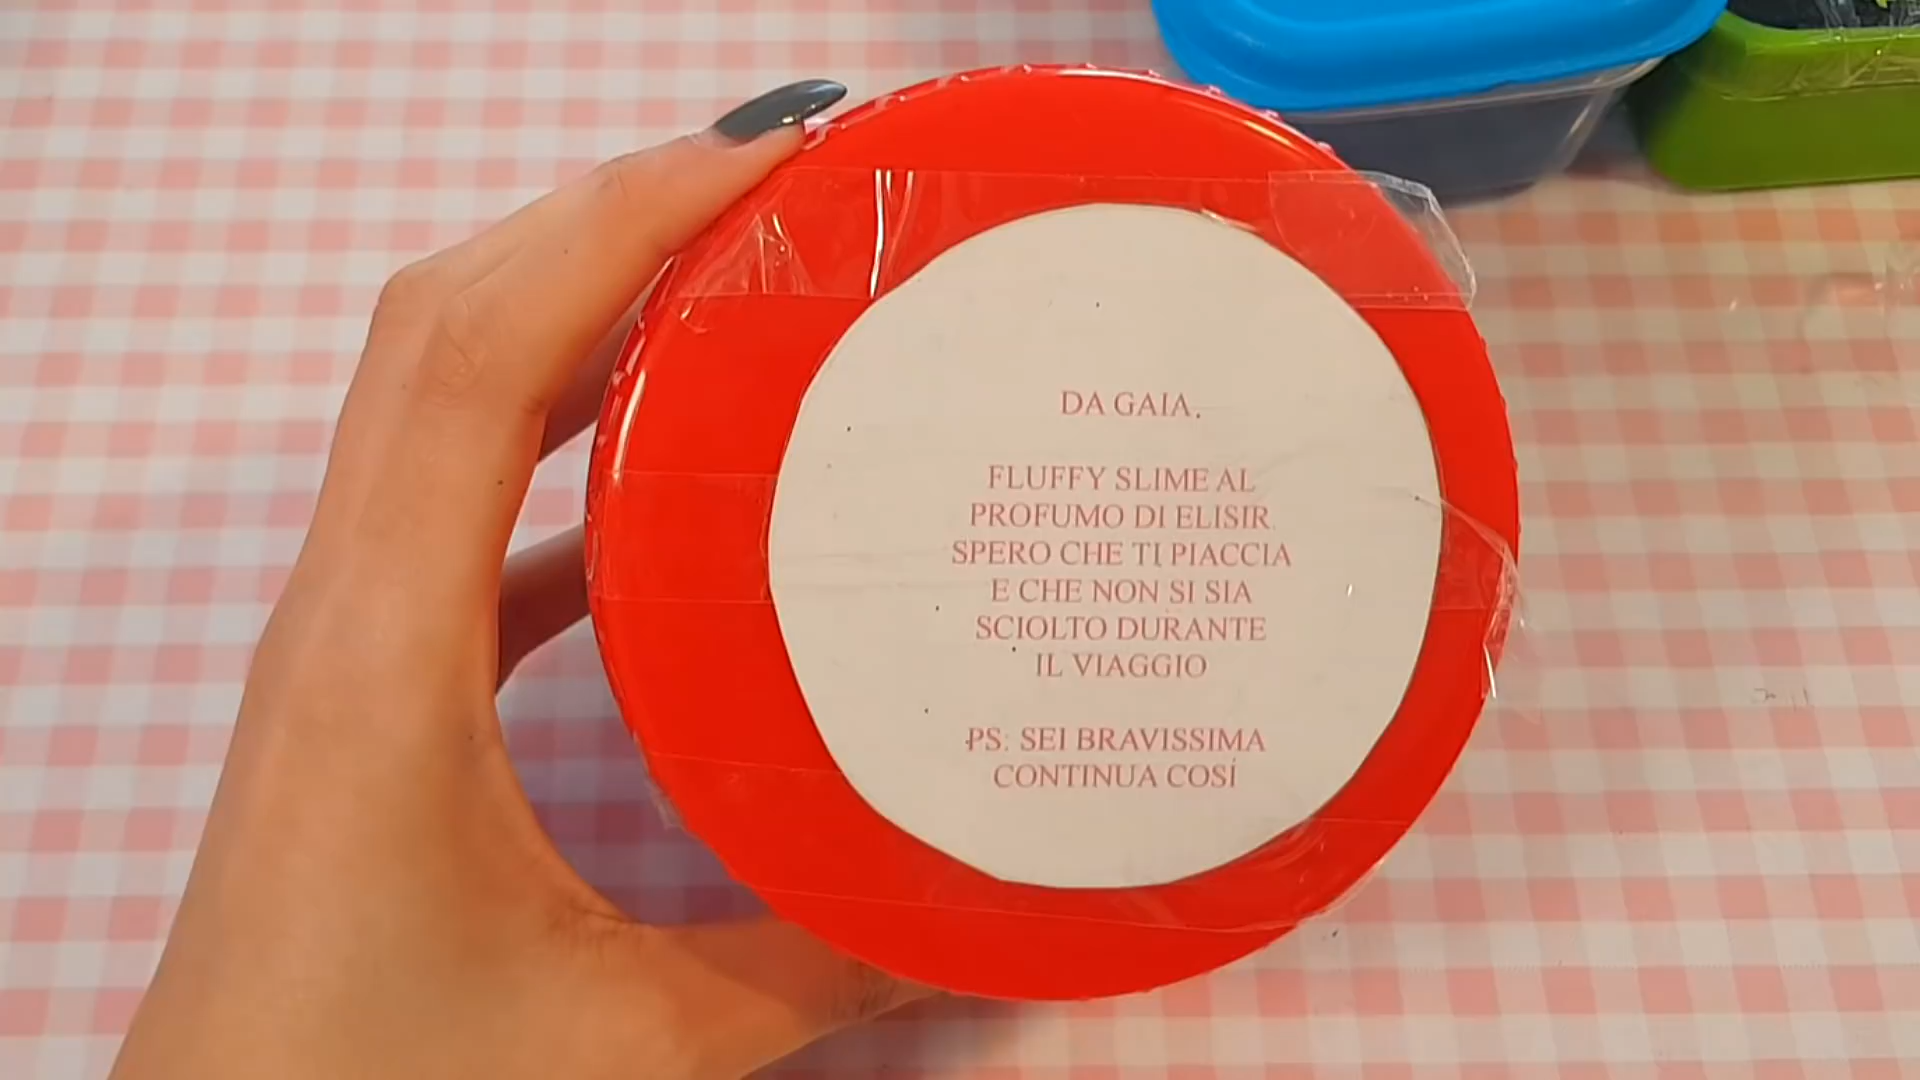 DA GAIA.
FLUFFY SLIME AL
PROFUMO DI ELISIR.
SPERO CHE TI PIACCIA
E CHE NON SI SIA
SCIOLTO DURANTE
IL VIAGGIO
PS: SEI BRAVISSIMA
CONTINUA COSÍ